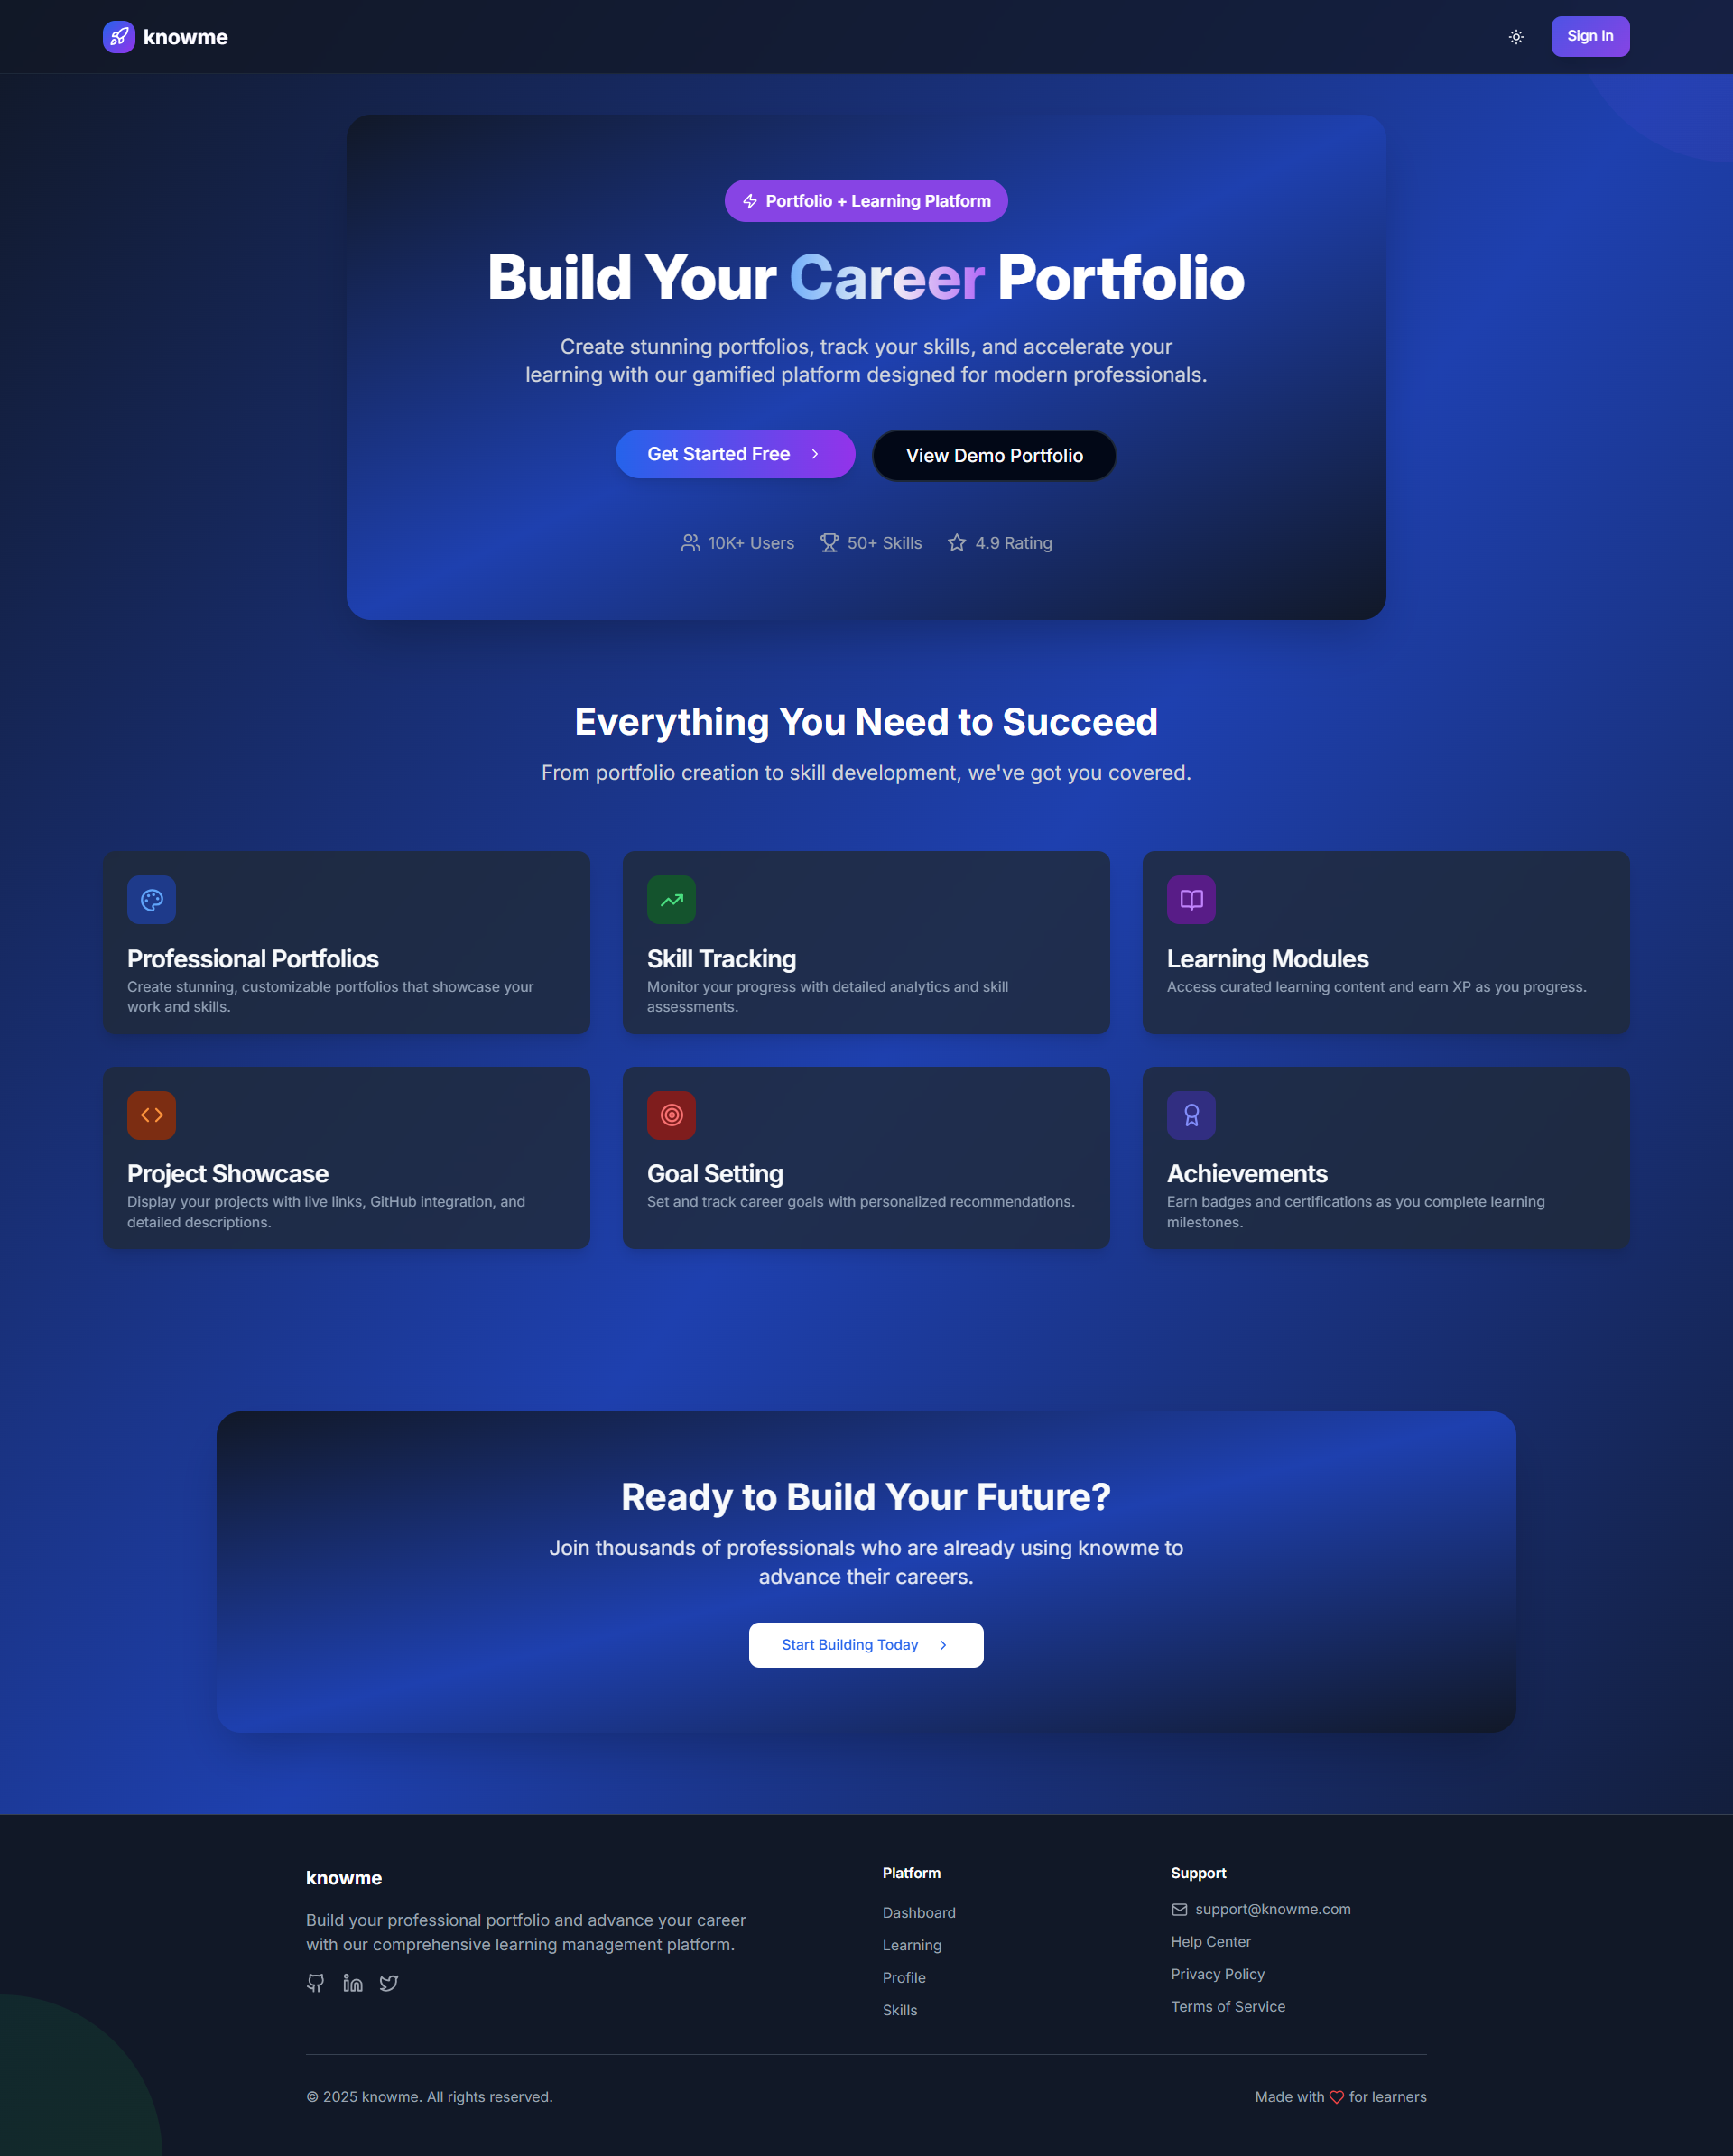 knowme
Sign In
Portfolio + Learning Platform
Build Your Career Portfolio
Create stunning portfolios, track your skills, and accelerate your
learning with our gamified platform designed for modern professionals.
Get Started Free
View Demo Portfolio
10K+ Users
50+ Skills
4.9 Rating
Everything You Need to Succeed
From portfolio creation to skill development, we've got you covered.
Professional Portfolios
Create stunning, customizable portfolios that showcase your
work and skills.
Skill Tracking
Monitor your progress with detailed analytics and skill
assessments.
Learning Modules
Access curated learning content and earn XP as you progress.
Project Showcase
Display your projects with live links, GitHub integration, and
detailed descriptions.
Goal Setting
Set and track career goals with personalized recommendations.
Achievements
Earn badges and certifications as you complete learning
milestones.
Ready to Build Your Future?
Join thousands of professionals who are already using knowme to
advance their careers.
Start Building Today
knowme
Build your professional portfolio and advance your career
with our comprehensive learning management platform.
Platform
Dashboard
Learning
Profile
Skills
Support
support@knowme.com
Help Center
Privacy Policy
Terms of Service
© 2025 knowme. All rights reserved.
Made with for learners